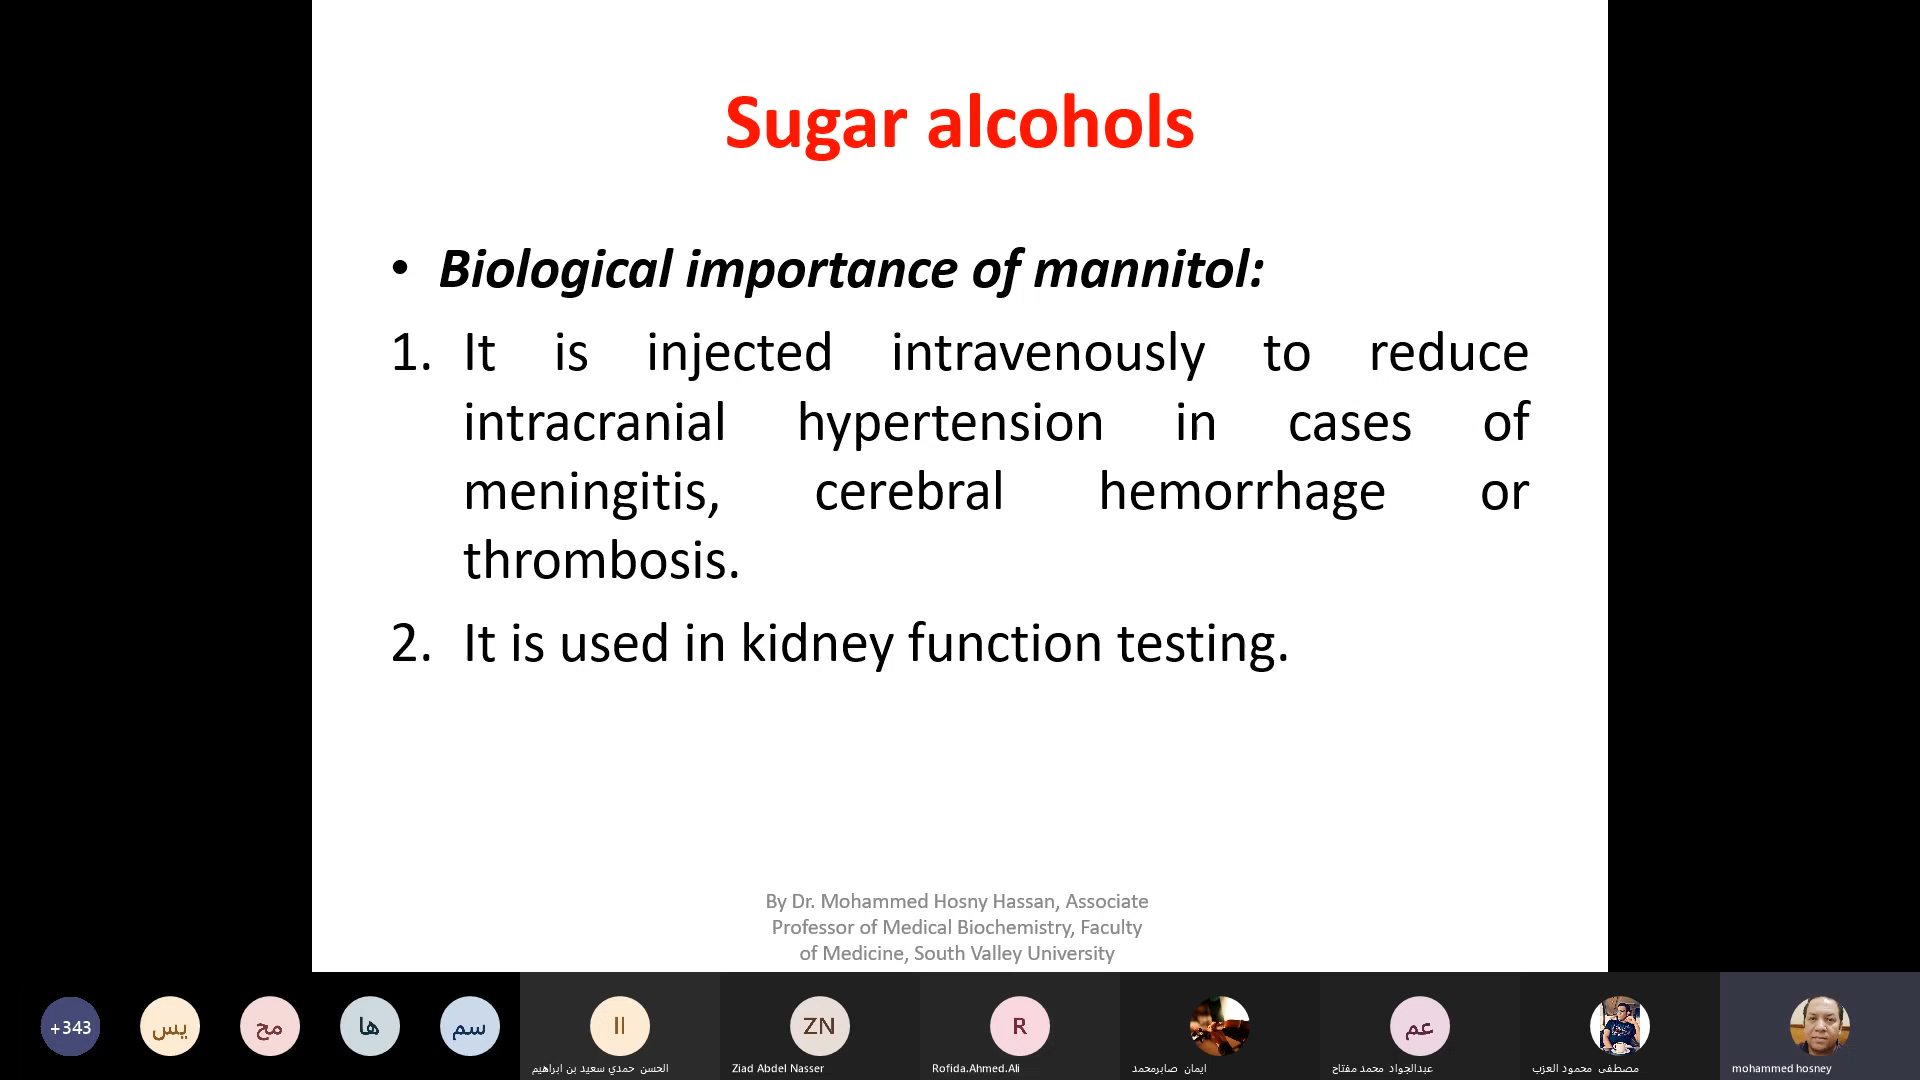 Sugar alcohols
• Biological importance of mannitol:
1. It is injected intravenously to reduce
intracranial hypertension in cases of
meningitis, cerebral hemorrhage or
thrombosis.
2. It is used in kidney function testing.
By Dr. Mohammed Hosny Hassan, Associate
Professor of Medical Biochemistry, Faculty
of Medicine, South Valley University
+343
يس
مح
ها
سم
اا
ZN
R
عم
الحسن حمدي سعيد بن ابراهيم
Ziad Abdel Nasser
Rofida.Ahmed.Ali
ايمان صابرمحمد
عبدالجواد محمد مفتاح
مصطفى محمود العزب
mohammed hosney